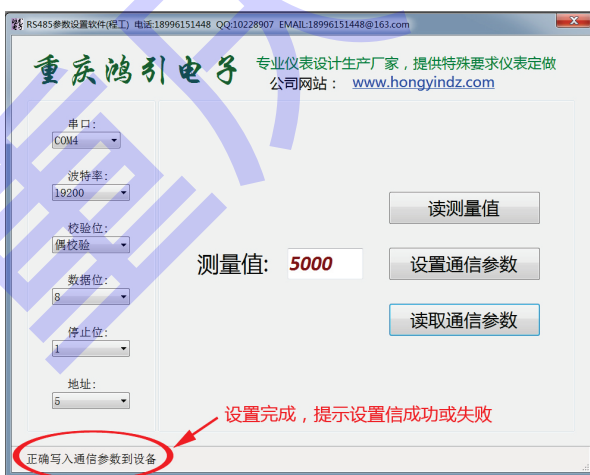 RS485参数设置软件(程工) 电话:18996151448 QQ:10228907 EMAIL:18996151448@163.com
重庆鸿引电子
专业仪表设计生产厂家，提供特殊要求仪表定做
公司网站： www.hongyindz.com
串口:
COM4
波特率:
19200
校验位:
偶校验
数据位:
8
停止位:
1
地址:
5
测量值: 5000
读测量值
设置通信参数
读取通信参数
设置完成，提示设置信成功或失败
正确写入通信参数到设备